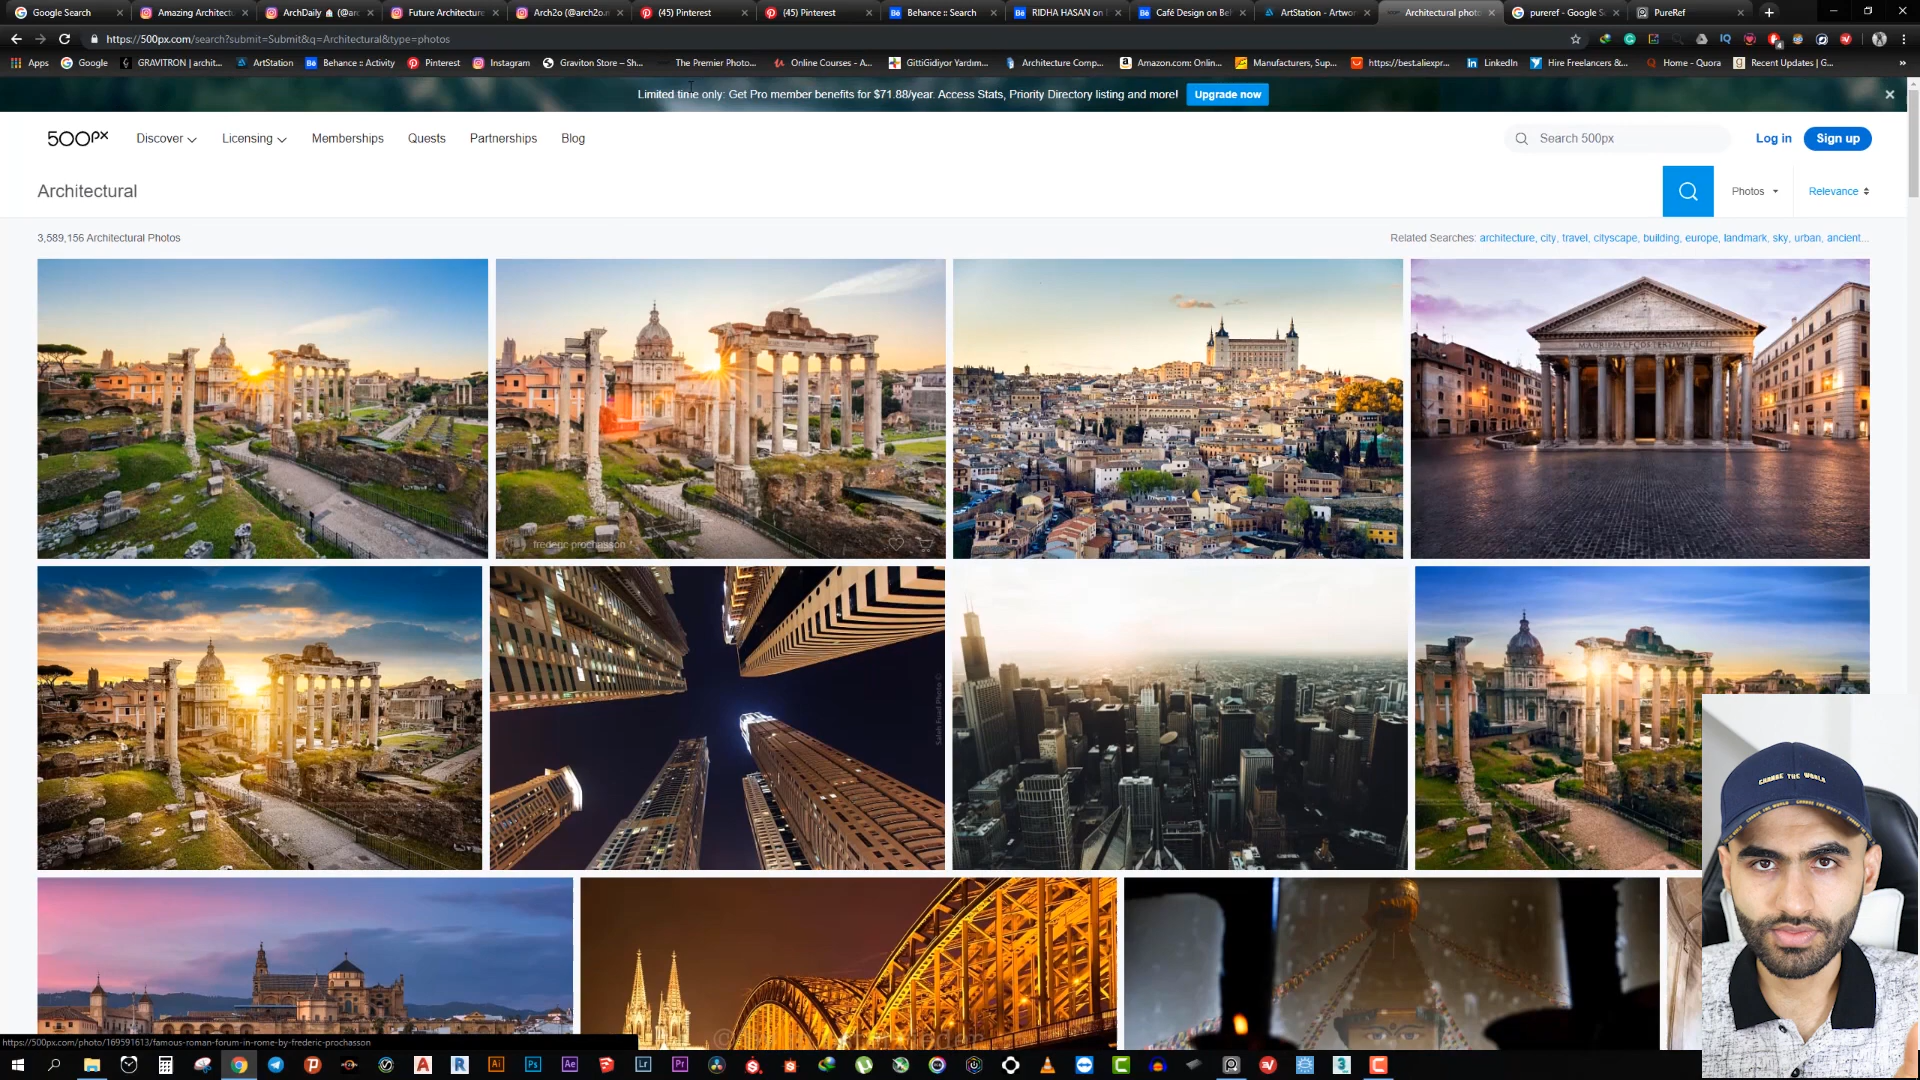 Google Search
Amazing Architectu
ArchDaily (@arc
Future Architecture
Arch2o (@arch2o.n
(45) Pinterest
(45) Pinterest
Behance :: Search
RIDHA HASAN on
Café Design on Be
ArtStation - Artwor
Architectural phot
pureref - Google S
PureRef
https://500px.com/search?submit=Submit&q=Architectural&type=photos
Apps
Google
GRAVITRON | archit...
ArtStation
Behance :: Activity
Pinterest
Instagram
Graviton Store – Sh...
The Premier Photo...
Online Courses - A...
GittiGidiyor Yardım...
Architecture Comp...
Amazon.com: Onlin...
Manufacturers, Sup...
https://best.aliexpr...
LinkedIn
Hire Freelancers &...
Home - Quora
Recent Updates | G...
Limited time only: Get Pro member benefits for $71.88/year. Access Stats, Priority Directory listing and more!
Upgrade now
500px
Discover
Licensing
Memberships
Quests
Partnerships
Blog
Search 500px
Log in
Sign up
Architectural
Photos
Relevance
3,589,156 Architectural Photos
Related Searches: architecture, city, travel, cityscape, building, europe, landmark, sky, urban, ancient...
frederic prochasson
CHANGE THE WORLD
https://500px.com/photo/169591613/famous-roman-forum-in-rome-by-frederic-prochasson